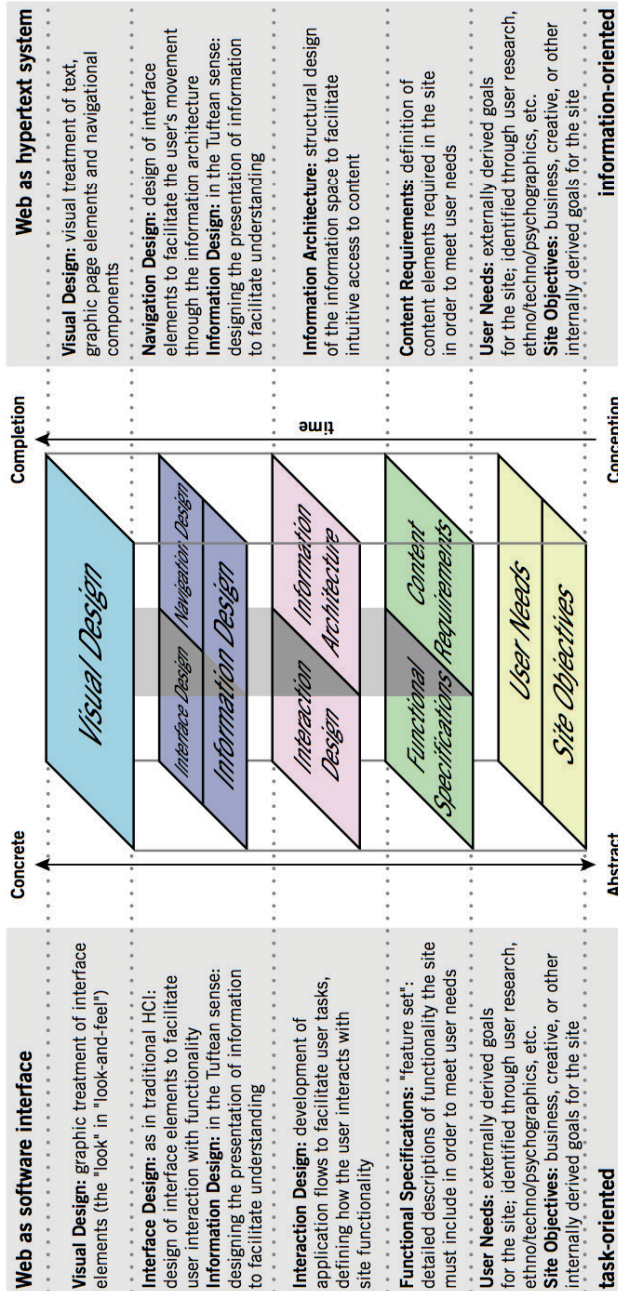 Web as software interface
Visual Design: graphic treatment of interface
elements (the "look" in "look-and-feel")
Interface Design: as in traditional HCI:
design of interface elements to facilitate
user interaction with functionality
Information Design: in the Tuftean sense:
designing the presentation of information
to facilitate understanding
Interaction Design: development of
application flows to facilitate user tasks,
defining how the user interacts with
site functionality
Functional Specifications: "feature set":
detailed descriptions of functionality the site
must include in order to meet user needs
User Needs: externally derived goals
for the site; identified through user research,
ethno/techno/psychographics, etc.
Site Objectives: business, creative, or other
internally derived goals for the site
task-oriented
Concrete
Completion
Visual Design
Interface Design
Navigation Design
Information Design
Interaction
Design
Information
Architecture
Functional
Specifications
Content
Requirements
User Needs
Site Objectives
time
Abstract
Conception
Web as hypertext system
Visual Design: visual treatment of text,
graphic page elements and navigational
components
Navigation Design: design of interface
elements to facilitate the user's movement
through the information architecture
Information Design: in the Tuftean sense:
designing the presentation of information
to facilitate understanding
Information Architecture: structural design
of the information space to facilitate
intuitive access to content
Content Requirements: definition of
content elements required in the site
in order to meet user needs
User Needs: externally derived goals
for the site; identified through user research,
ethno/techno/psychographics, etc.
Site Objectives: business, creative, or other
internally derived goals for the site
information-oriented